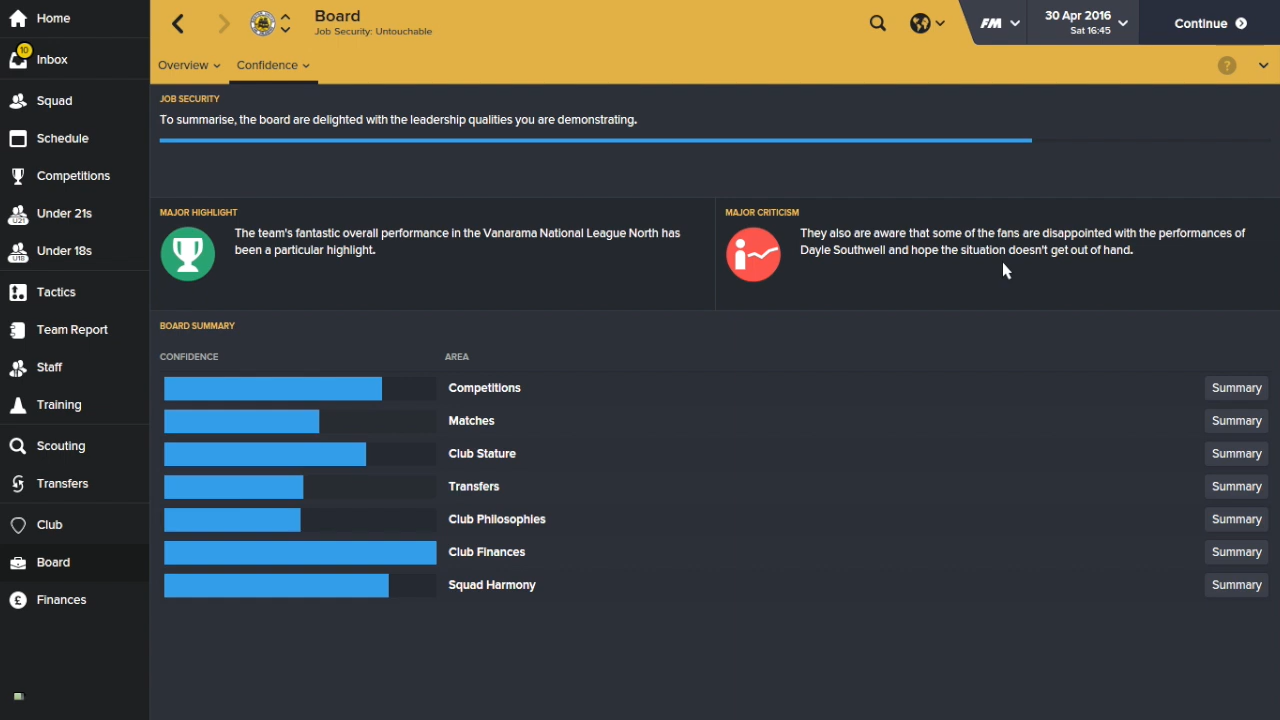 Home
10
Inbox
Squad
Schedule
Competitions
U21
Under 21s
U18
Under 18s
Tactics
Team Report
Staff
Training
Scouting
Transfers
Club
Board
£
Finances
Board
Job Security: Untouchable
FM
30 Apr 2016
Sat 16:45
Continue
Overview
Confidence
?
JOB SECURITY
To summarise, the board are delighted with the leadership qualities you are demonstrating.
MAJOR HIGHLIGHT
The team's fantastic overall performance in the Vanarama National League North has
been a particular highlight.
MAJOR CRITICISM
They also are aware that some of the fans are disappointed with the performances of
Dayle Southwell and hope the situation doesn't get out of hand.
BOARD SUMMARY
CONFIDENCE AREA
Competitions Summary
Matches Summary
Club Stature Summary
Transfers Summary
Club Philosophies Summary
Club Finances Summary
Squad Harmony Summary